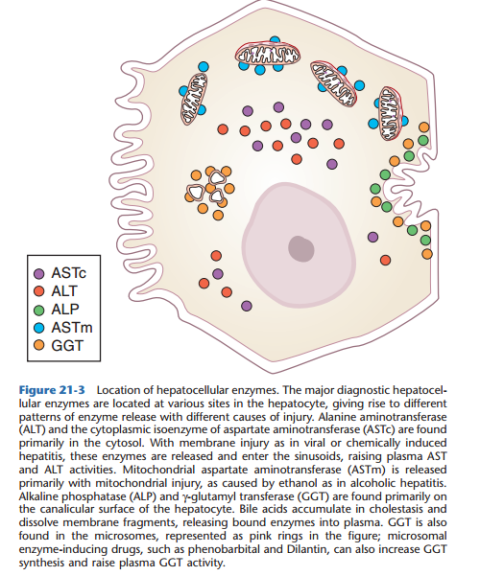 ASTc
ALT
ALP
ASTm
GGT
Figure 21-3 Location of hepatocellular enzymes. The major diagnostic hepatocel-
lular enzymes are located at various sites in the hepatocyte, giving rise to different
patterns of enzyme release with different causes of injury. Alanine aminotransferase
(ALT) and the cytoplasmic isoenzyme of aspartate aminotransferase (ASTc) are found
primarily in the cytosol. With membrane injury as in viral or chemically induced
hepatitis, these enzymes are released and enter the sinusoids, raising plasma AST
and ALT activities. Mitochondrial aspartate aminotransferase (ASTm) is released
primarily with mitochondrial injury, as caused by ethanol as in alcoholic hepatitis.
Alkaline phosphatase (ALP) and γ-glutamyl transferase (GGT) are found primarily on
the canalicular surface of the hepatocyte. Bile acids accumulate in cholestasis and
dissolve membrane fragments, releasing bound enzymes into plasma. GGT is also
found in the microsomes, represented as pink rings in the figure; microsomal
enzyme-inducing drugs, such as phenobarbital and Dilantin, can also increase GGT
synthesis and raise plasma GGT activity.